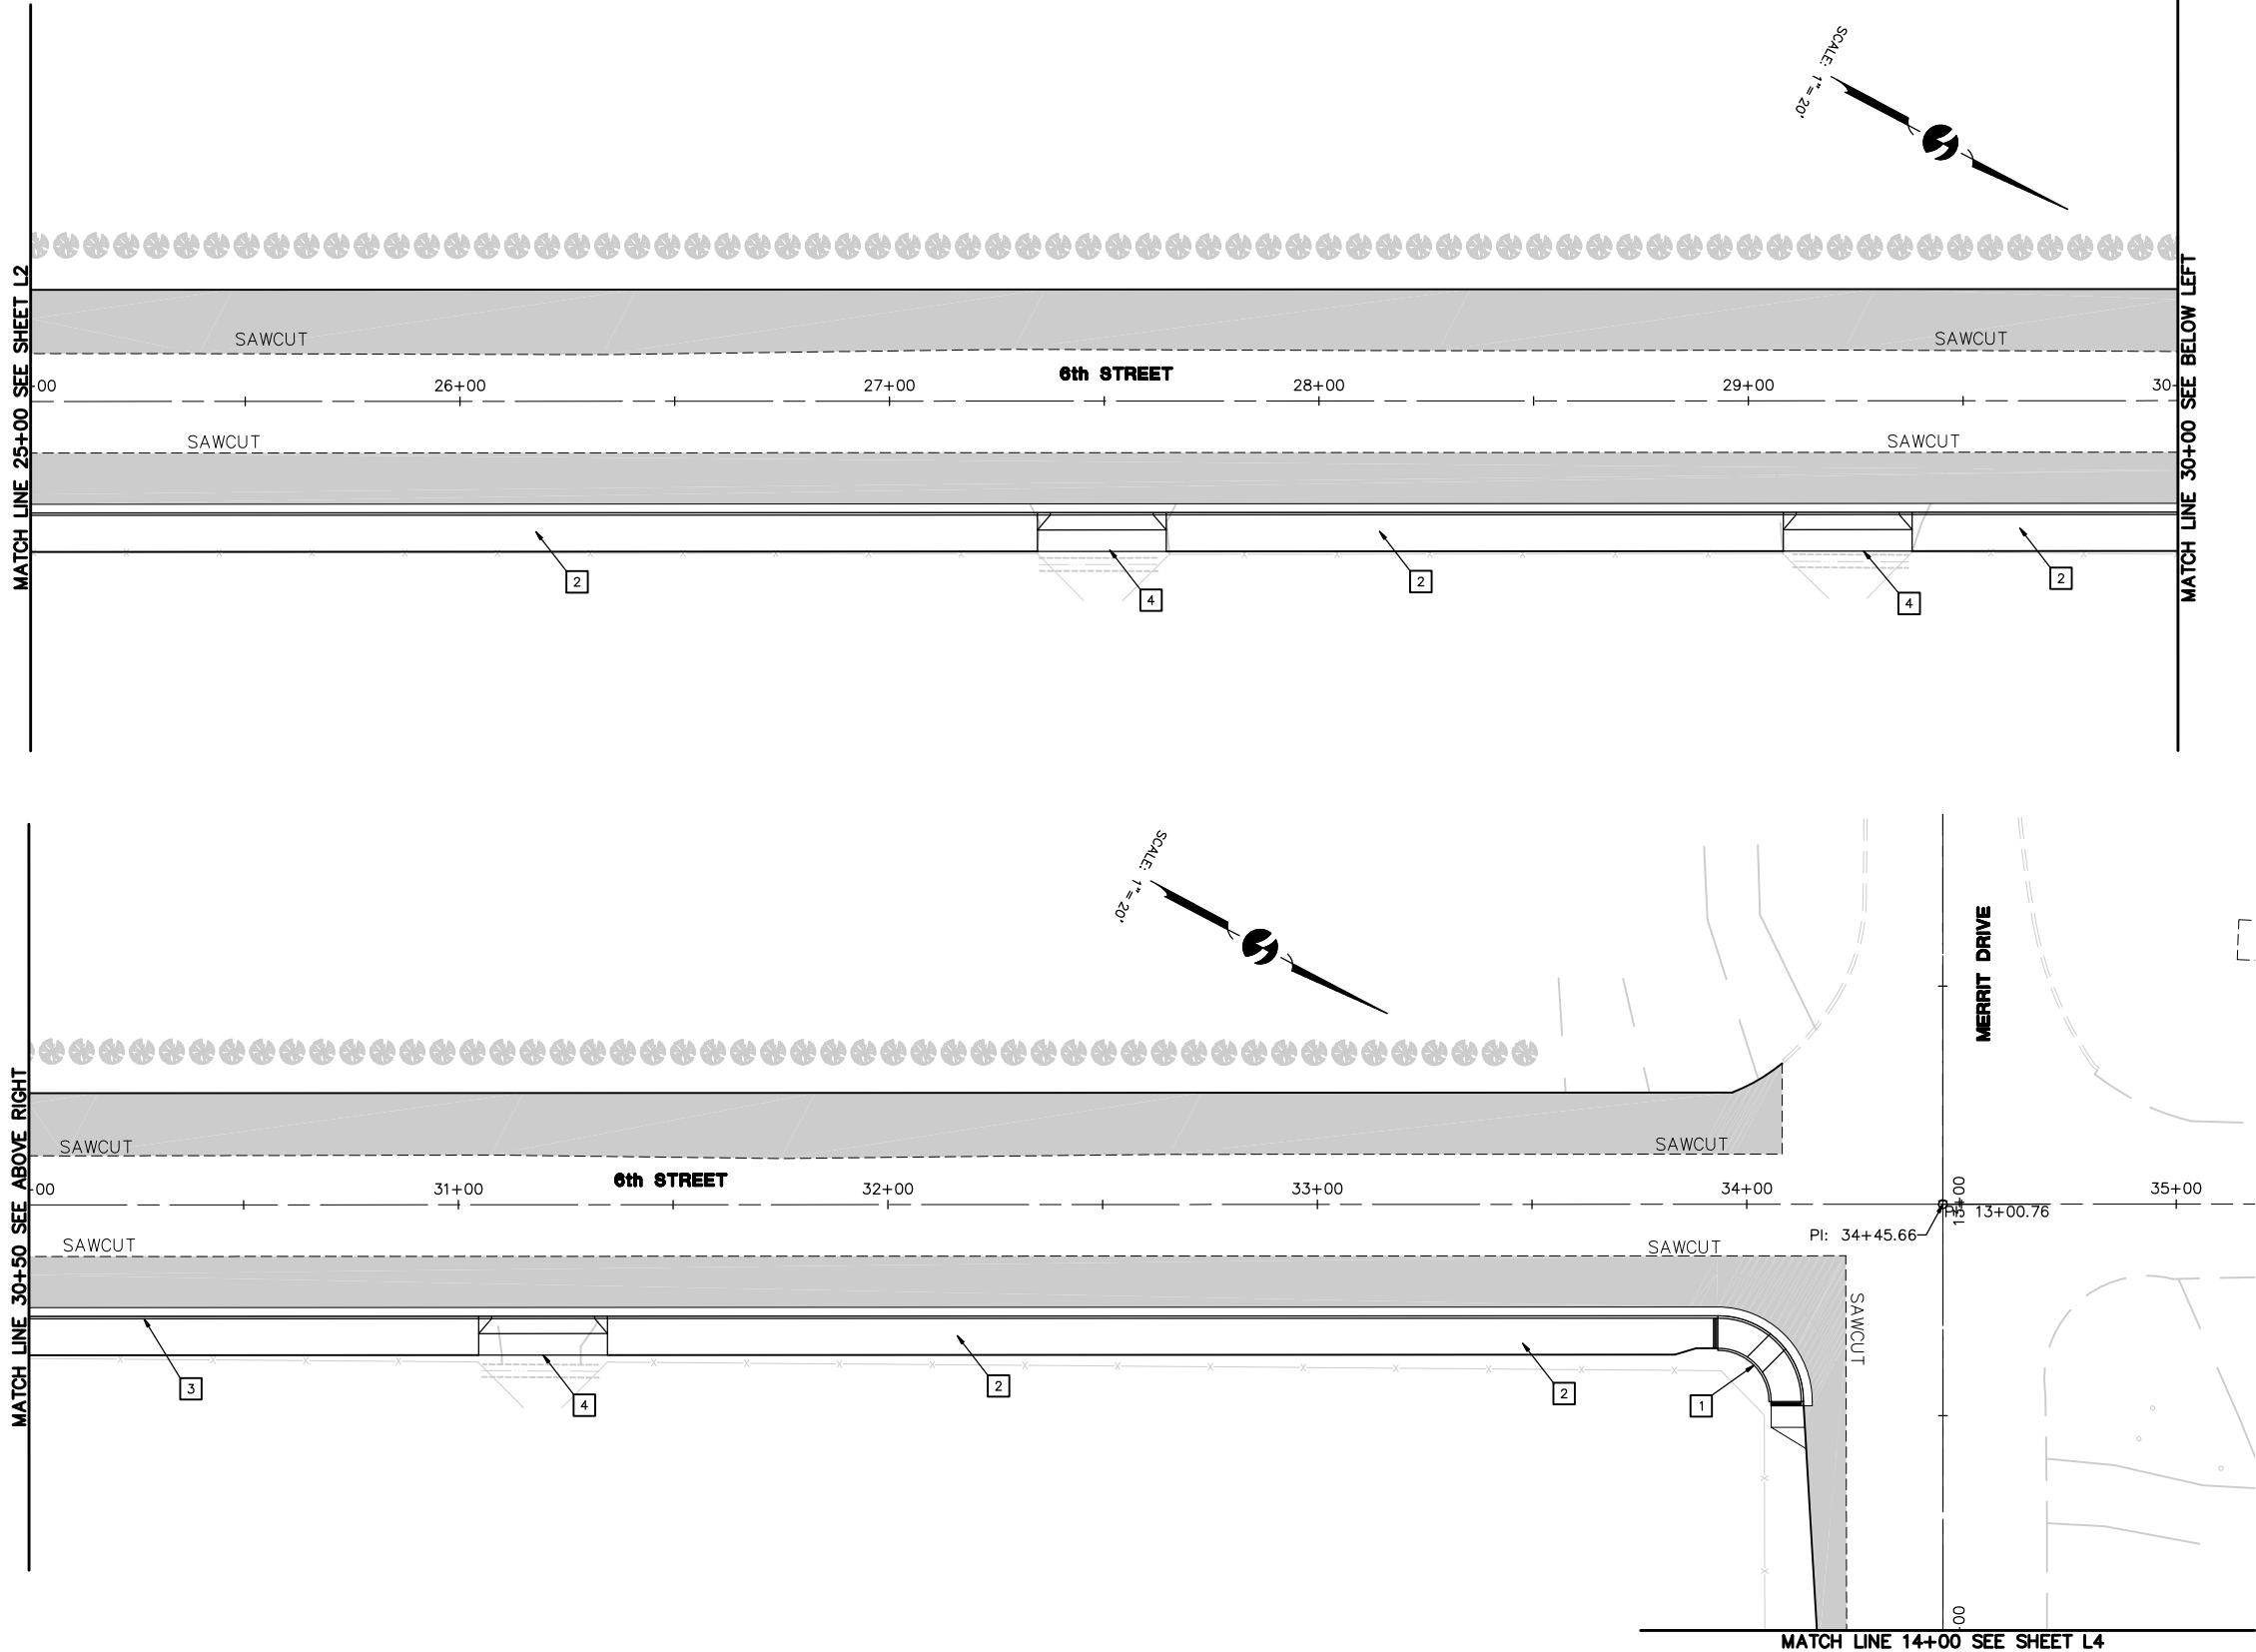 SCALE: 1"= 20'
MATCH LINE 25+00 SEE SHEET L2
MATCH LINE 30+00 SEE BELOW LEFT
SAWCUT
SAWCUT
6th STREET
+00
26+00
27+00
28+00
29+00
30+
SAWCUT
SAWCUT
2
4
2
4
2
SCALE: 1"= 20'
MERRIT DRIVE
MATCH LINE 30+50 SEE ABOVE RIGHT
SAWCUT
SAWCUT
6th STREET
+00
31+00
32+00
33+00
34+00
13+00
35+00
PI: 13+00.76
PI: 34+45.66
SAWCUT
SAWCUT
SAWCUT
3
4
2
2
1
+00
MATCH LINE 14+00 SEE SHEET L4